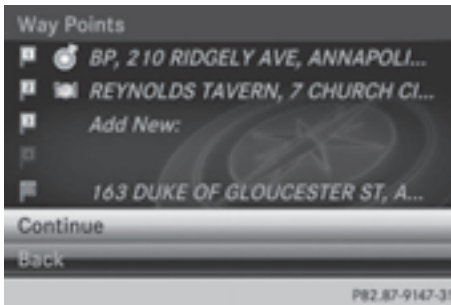 Way Points
BP, 210 RIDGELY AVE, ANNAPOLI...
REYNOLDS TAVERN, 7 CHURCH CI...
Add New:
163 DUKE OF GLOUCESTER ST, A...
Continue
Back
P82.87-9147-31